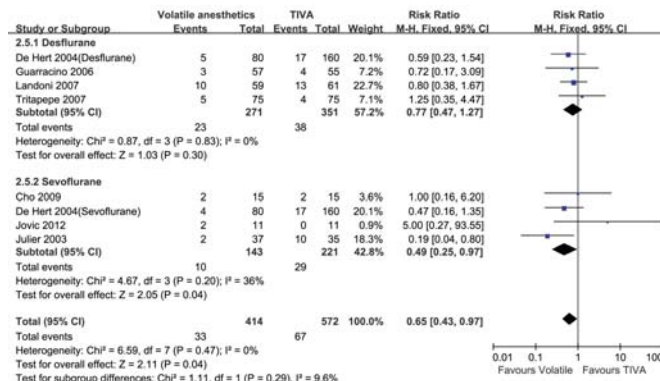 Volatile anesthetics TIVA Risk Ratio Risk Ratio
Study or Subgroup Events Total Events Total Weight M-H. Fixed. 95% CI M-H. Fixed. 95% CI
2.5.1 Desflurane
De Hert 2004(Desflurane) 5 80 17 160 20.1% 0.59 [0.23, 1.54]
Guarracino 2006 3 57 4 55 7.2% 0.72 [0.17, 3.09]
Landoni 2007 10 59 13 61 22.7% 0.80 [0.38, 1.67]
Tritapepe 2007 5 75 4 75 7.1% 1.25 [0.35, 4.47]
Subtotal (95% CI) 271 351 57.2% 0.77 [0.47, 1.27]
Total events 23 38
Heterogeneity: Chi² = 0.87, df = 3 (P = 0.83); I² = 0%
Test for overall effect: Z = 1.03 (P = 0.30)
2.5.2 Sevoflurane
Cho 2009 2 15 2 15 3.6% 1.00 [0.16, 6.20]
De Hert 2004(Sevoflurane) 4 80 17 160 20.1% 0.47 [0.16, 1.35]
Jovic 2012 2 11 0 11 0.9% 5.00 [0.27, 93.55]
Julier 2003 2 37 10 35 18.3% 0.19 [0.04, 0.80]
Subtotal (95% CI) 143 221 42.8% 0.49 [0.25, 0.97]
Total events 10 29
Heterogeneity: Chi² = 4.67, df = 3 (P = 0.20); I² = 36%
Test for overall effect: Z = 2.05 (P = 0.04)
Total (95% CI) 414 572 100.0% 0.65 [0.43, 0.97]
Total events 33 67
Heterogeneity: Chi² = 6.59, df = 7 (P = 0.47); I² = 0%
Test for overall effect: Z = 2.11 (P = 0.04)
Test for subgroup differences: Chi² = 1.11, df = 1 (P = 0.29), I² = 9.6%
0.01 0.1 1 10 100
Favours Volatile Favours TIVA